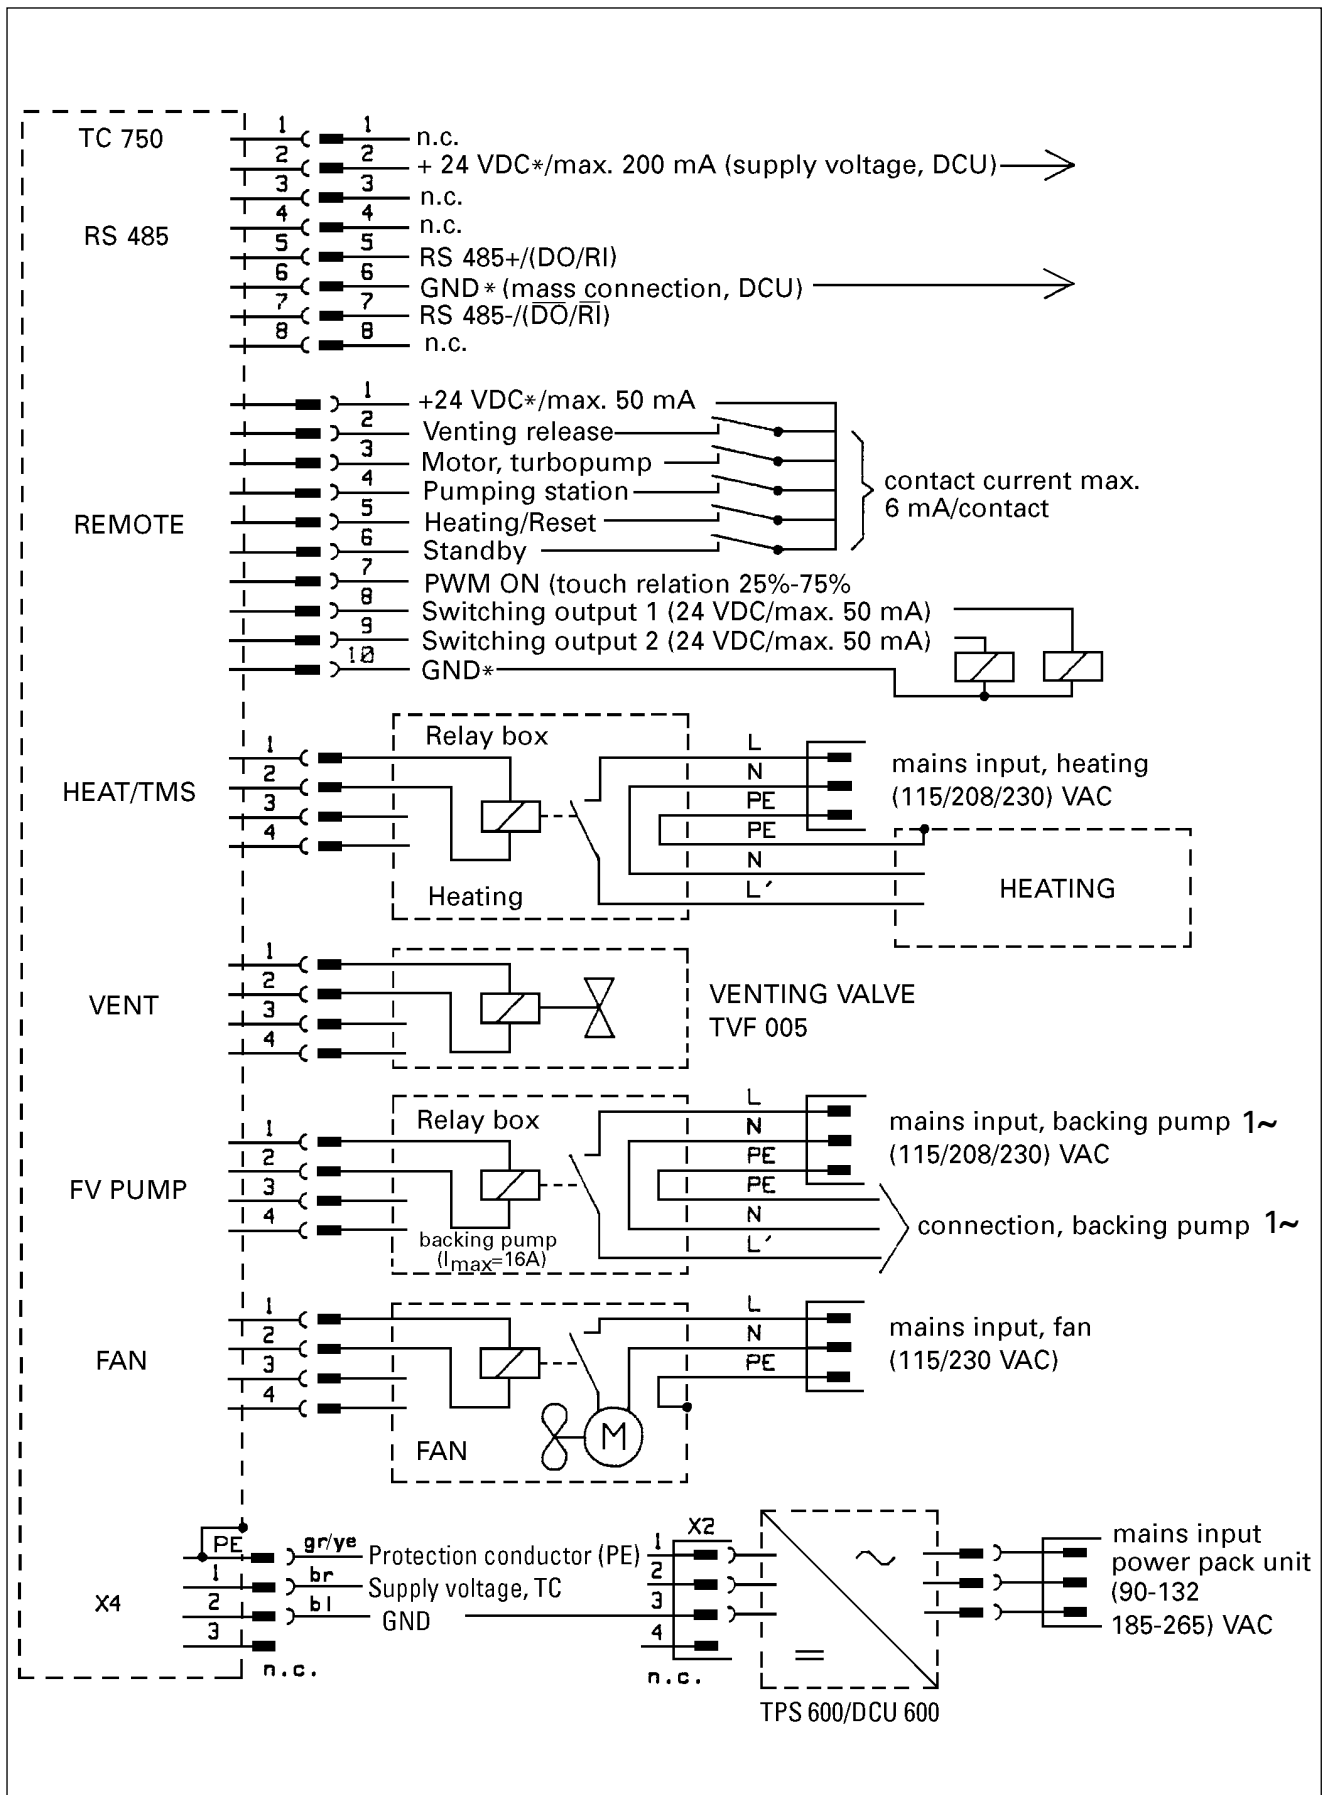 TC 750
RS 485
1 1 n.c.
2 2 + 24 VDC*/max. 200 mA (supply voltage, DCU)
3 3 n.c.
4 4 n.c.
5 5 RS 485+/(DO/RI)
6 6 GND* (mass connection, DCU)
7 7 RS 485-/(D̅O̅/R̅I̅)
8 8 n.c.
REMOTE
1 +24 VDC*/max. 50 mA
2 Venting release
3 Motor, turbopump
4 Pumping station
5 Heating/Reset
6 Standby
7 PWM ON (touch relation 25%-75%
8 Switching output 1 (24 VDC/max. 50 mA)
9 Switching output 2 (24 VDC/max. 50 mA)
10 GND*
contact current max.
6 mA/contact
HEAT/TMS
1
2
3
4
Relay box
Heating
L
N
PE
PE
N
L′
mains input, heating
(115/208/230) VAC
HEATING
VENT
1
2
3
4
VENTING VALVE
TVF 005
FV PUMP
1
2
3
4
Relay box
backing pump
(Imax=16A)
L
N
PE
PE
N
L′
mains input, backing pump 1~
(115/208/230) VAC
connection, backing pump 1~
FAN
1
2
3
4
FAN
M
L
N
PE
mains input, fan
(115/230 VAC)
X4
PE gr/ye Protection conductor (PE) 1
1 br Supply voltage, TC 2
2 bl GND 3
3 n.c.
X2
4
n.c.
TPS 600/DCU 600
mains input
power pack unit
(90-132
185-265) VAC